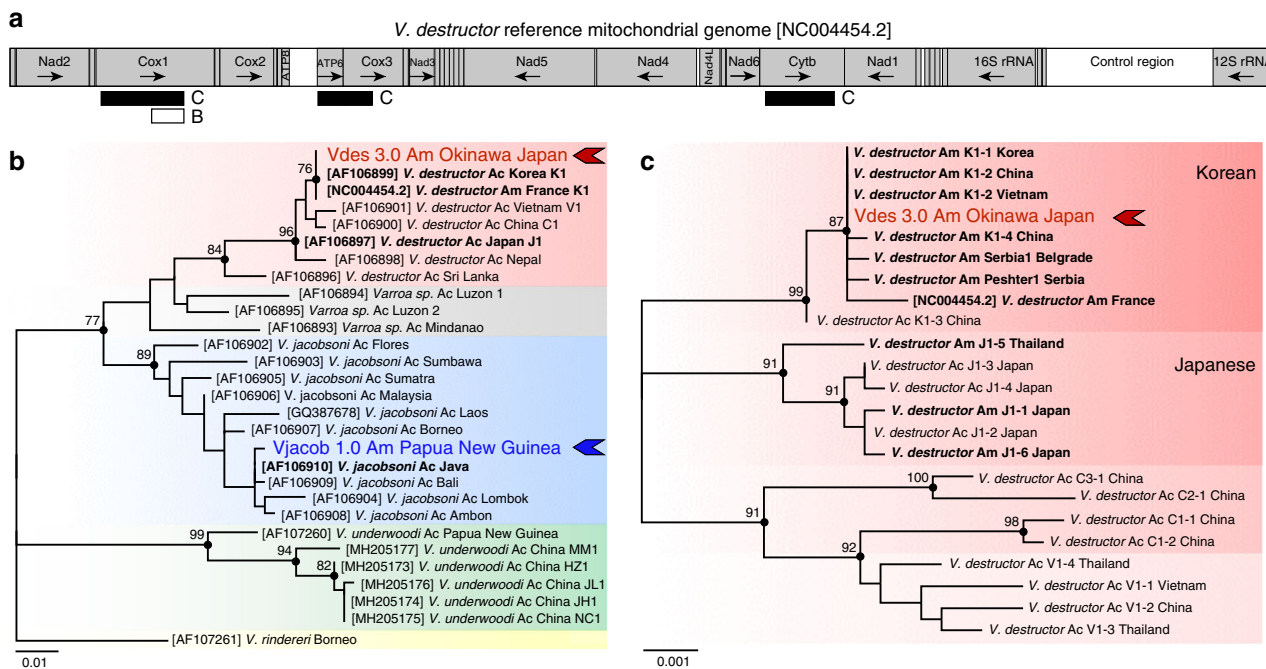 a
V. destructor reference mitochondrial genome [NC004454.2]
Nad2
Cox1
Cox2
ATP8
ATP6
Cox3
Nad3
Nad5
Nad4
Nad4L
Nad6
Cytb
Nad1
16S rRNA
Control region
12S rRNA
C
B
C
C
b
Vdes 3.0 Am Okinawa Japan
76
[AF106899] V. destructor Ac Korea K1
[NC004454.2] V. destructor Am France K1
[AF106901] V. destructor Ac Vietnam V1
[AF106900] V. destructor Ac China C1
96
[AF106897] V. destructor Ac Japan J1
84
[AF106898] V. destructor Ac Nepal
[AF106896] V. destructor Ac Sri Lanka
[AF106894] Varroa sp. Ac Luzon 1
[AF106895] Varroa sp. Ac Luzon 2
77
[AF106893] Varroa sp. Ac Mindanao
[AF106902] V. jacobsoni Ac Flores
89
[AF106903] V. jacobsoni Ac Sumbawa
[AF106905] V. jacobsoni Ac Sumatra
[AF106906] V. jacobsoni Ac Malaysia
[GQ387678] V. jacobsoni Ac Laos
[AF106907] V. jacobsoni Ac Borneo
Vjacob 1.0 Am Papua New Guinea
[AF106910] V. jacobsoni Ac Java
[AF106909] V. jacobsoni Ac Bali
[AF106904] V. jacobsoni Ac Lombok
[AF106908] V. jacobsoni Ac Ambon
99
[AF107260] V. underwoodi Ac Papua New Guinea
94
[MH205177] V. underwoodi Ac China MM1
82
[MH205173] V. underwoodi Ac China HZ1
[MH205176] V. underwoodi Ac China JL1
[MH205174] V. underwoodi Ac China JH1
[MH205175] V. underwoodi Ac China NC1
[AF107261] V. rindereri Borneo
0.01
c
V. destructor Am K1-1 Korea
Korean
V. destructor Am K1-2 China
V. destructor Am K1-2 Vietnam
Vdes 3.0 Am Okinawa Japan
87
V. destructor Am K1-4 China
V. destructor Am Serbia1 Belgrade
V. destructor Am Peshter1 Serbia
99
[NC004454.2] V. destructor Am France
V. destructor Ac K1-3 China
V. destructor Am J1-5 Thailand
91
V. destructor Ac J1-3 Japan
Japanese
V. destructor Ac J1-4 Japan
91
V. destructor Am J1-1 Japan
V. destructor Ac J1-2 Japan
V. destructor Am J1-6 Japan
100
V. destructor Ac C3-1 China
V. destructor Ac C2-1 China
91
98
V. destructor Ac C1-1 China
V. destructor Ac C1-2 China
92
V. destructor Ac V1-4 Thailand
V. destructor Ac V1-1 Vietnam
V. destructor Ac V1-2 China
V. destructor Ac V1-3 Thailand
0.001